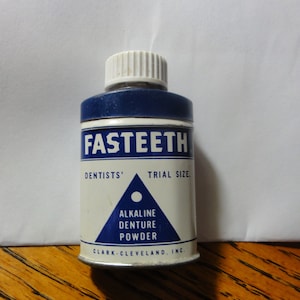 FASTEETH
DENTISTS' TRIAL SIZE
ALKALINE
DENTURE
POWDER
CLARK-CLEVELAND, INC.